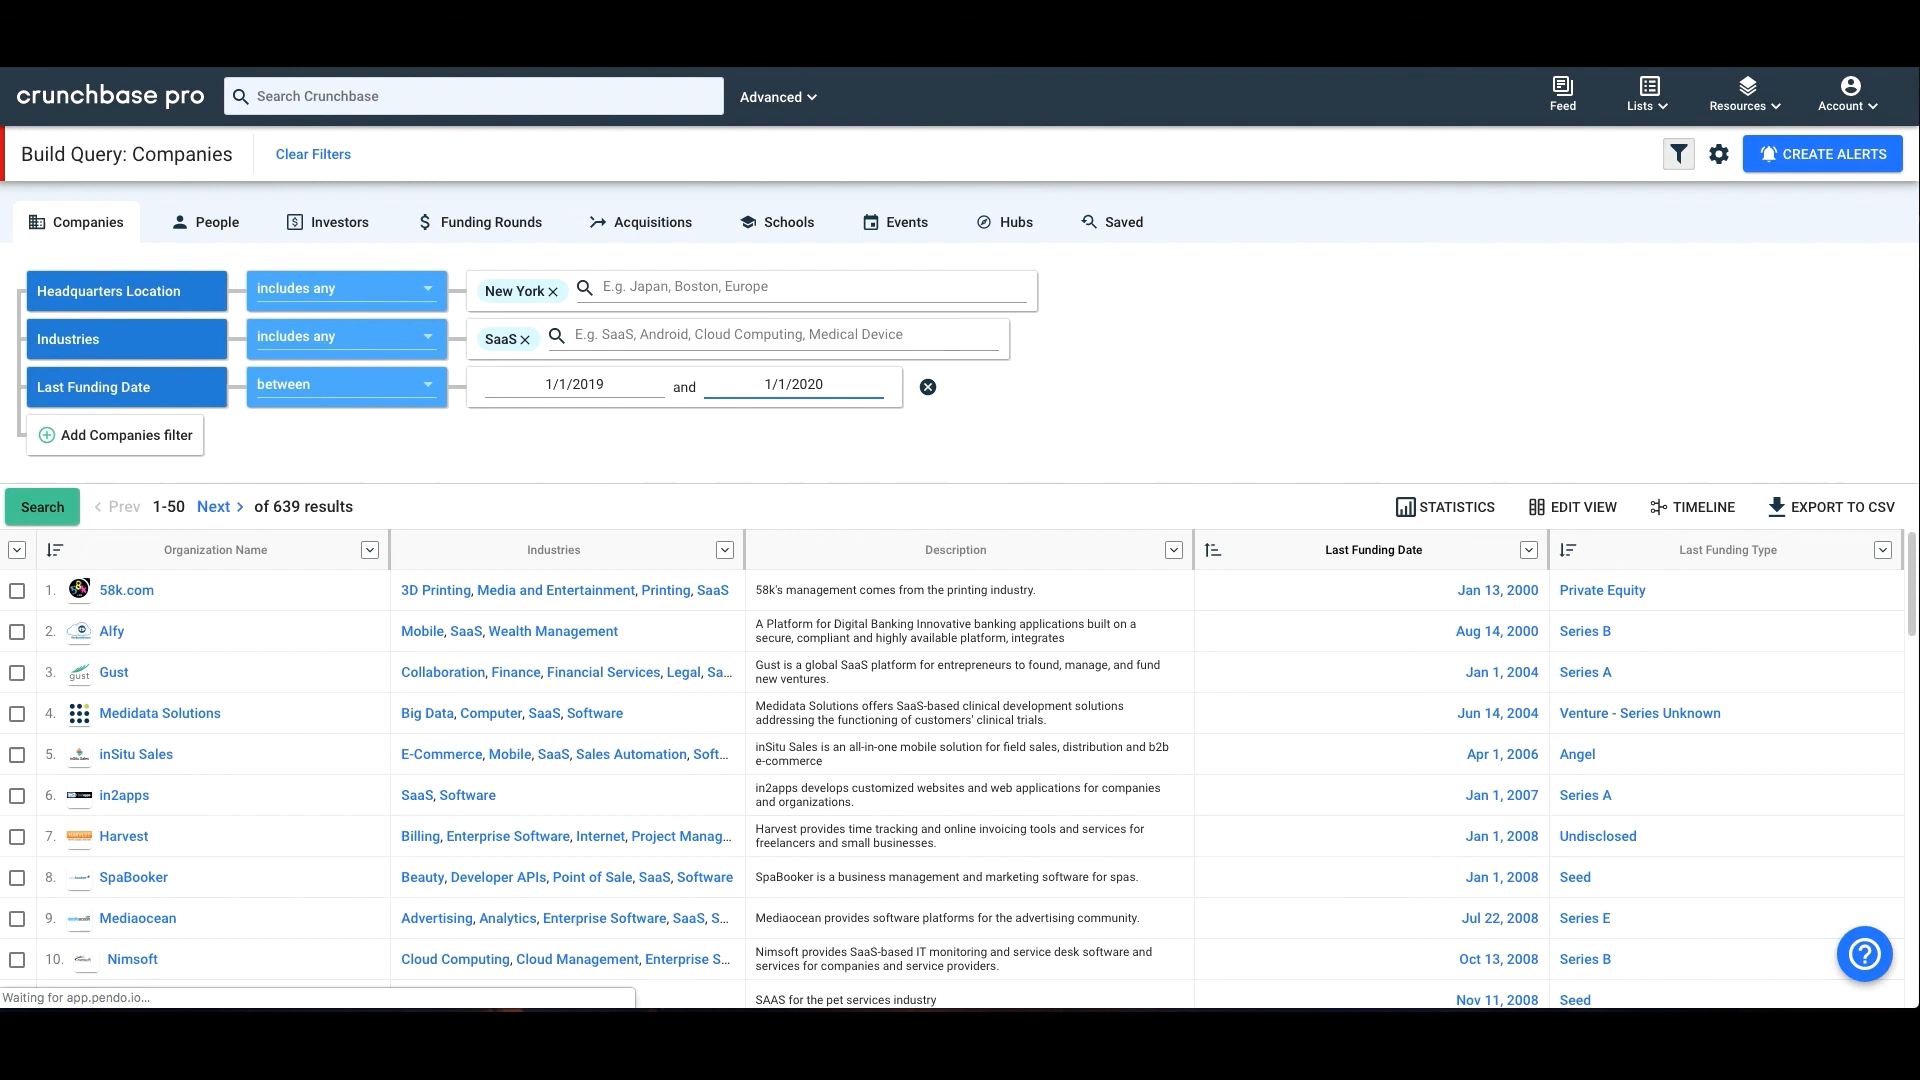 crunchbase pro
Search Crunchbase
Advanced
Feed
Lists
Resources
Account
Build Query: Companies
Clear Filters
CREATE ALERTS
Companies
People
Investors
Funding Rounds
Acquisitions
Schools
Events
Hubs
Saved
Headquarters Location
includes any
New York
E.g. Japan, Boston, Europe
Industries
includes any
SaaS
E.g. SaaS, Android, Cloud Computing, Medical Device
Last Funding Date
between
1/1/2019
and
1/1/2020
Add Companies filter
Search
Prev
1-50
Next
of 639 results
STATISTICS
EDIT VIEW
TIMELINE
EXPORT TO CSV
Organization Name
Industries
Description
Last Funding Date
Last Funding Type
1.
58k.com
3D Printing, Media and Entertainment, Printing, SaaS
58k's management comes from the printing industry.
Jan 13, 2000
Private Equity
2.
Alfy
Mobile, SaaS, Wealth Management
A Platform for Digital Banking Innovative banking applications built on a
secure, compliant and highly available platform, integrates
Aug 14, 2000
Series B
3.
gust
Gust
Collaboration, Finance, Financial Services, Legal, Sa...
Gust is a global SaaS platform for entrepreneurs to found, manage, and fund
new ventures.
Jan 1, 2004
Series A
4.
Medidata Solutions
Big Data, Computer, SaaS, Software
Medidata Solutions offers SaaS-based clinical development solutions
addressing the functioning of customers' clinical trials.
Jun 14, 2004
Venture - Series Unknown
5.
inSitu Sales
E-Commerce, Mobile, SaaS, Sales Automation, Soft...
inSitu Sales is an all-in-one mobile solution for field sales, distribution and b2b
e-commerce
Apr 1, 2006
Angel
6.
in2apps
SaaS, Software
in2apps develops customized websites and web applications for companies
and organizations.
Jan 1, 2007
Series A
7.
Harvest
Billing, Enterprise Software, Internet, Project Manag...
Harvest provides time tracking and online invoicing tools and services for
freelancers and small businesses.
Jan 1, 2008
Undisclosed
8.
SpaBooker
Beauty, Developer APIs, Point of Sale, SaaS, Software
SpaBooker is a business management and marketing software for spas.
Jan 1, 2008
Seed
9.
Mediaocean
Advertising, Analytics, Enterprise Software, SaaS, S...
Mediaocean provides software platforms for the advertising community.
Jul 22, 2008
Series E
10.
Nimsoft
Cloud Computing, Cloud Management, Enterprise S...
Nimsoft provides SaaS-based IT monitoring and service desk software and
services for companies and service providers.
Oct 13, 2008
Series B
SAAS for the pet services industry
Nov 11, 2008
Seed
Waiting for app.pendo.io...